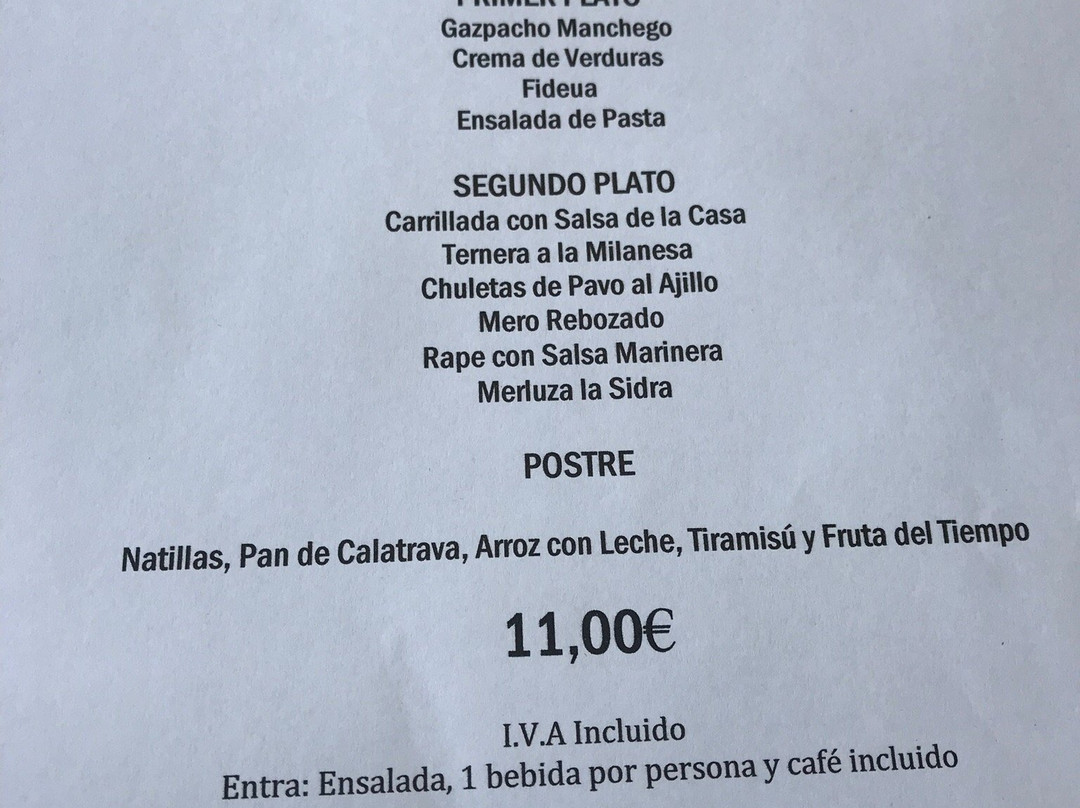 PRIMER PLATO
Gazpacho Manchego
Crema de Verduras
Fideua
Ensalada de Pasta
SEGUNDO PLATO
Carrillada con Salsa de la Casa
Ternera a la Milanesa
Chuletas de Pavo al Ajillo
Mero Rebozado
Rape con Salsa Marinera
Merluza la Sidra
POSTRE
Natillas, Pan de Calatrava, Arroz con Leche, Tiramisú y Fruta del Tiempo
11,00€
I.V.A Incluido
Entra: Ensalada, 1 bebida por persona y café incluido